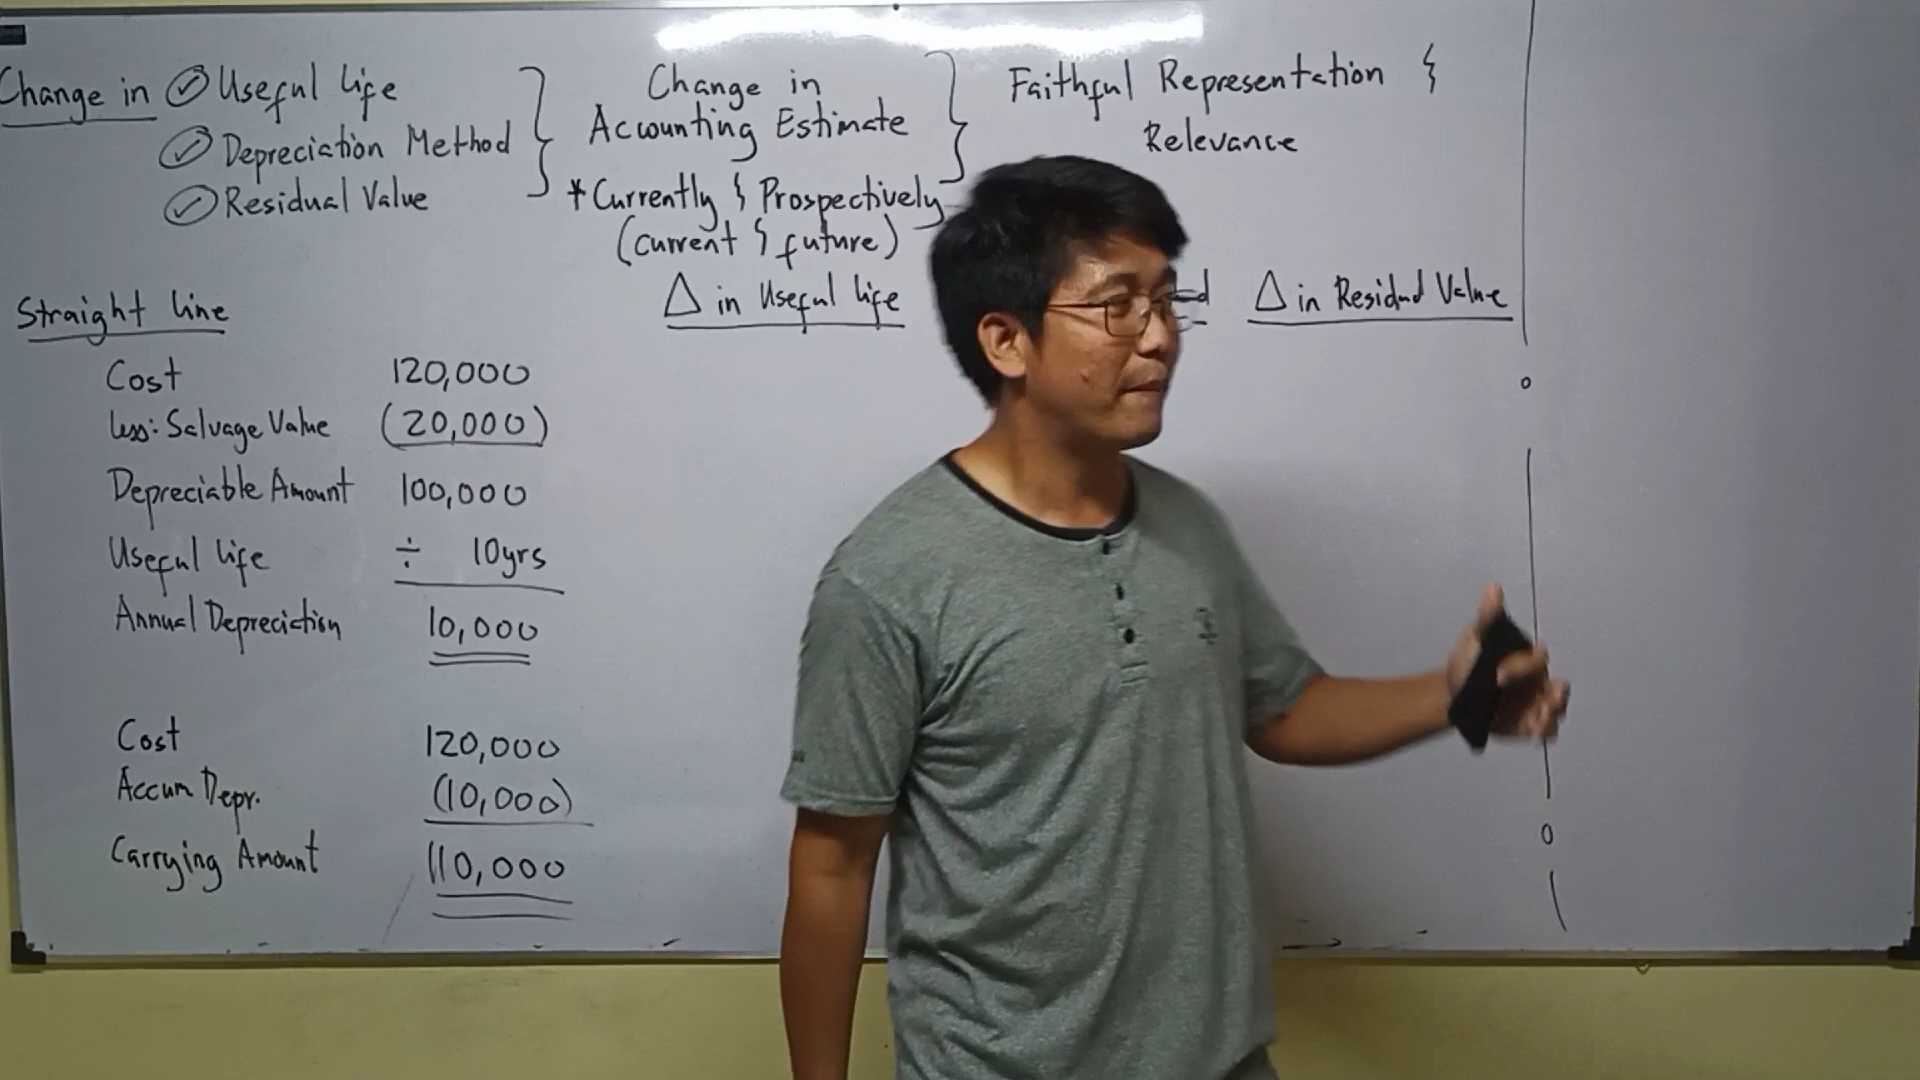 Change in ✓ Useful life
✓ Depreciation Method
✓ Residual Value
Change in
Accounting Estimate
* Currently & Prospectively
(current & future)
Faithful Representation &
Relevance
Straight line
Cost 120,000
less: Salvage Value (20,000)
Depreciable Amount 100,000
Useful life ÷ 10yrs
Annual Depreciation 10,000
Cost 120,000
Accum Depr. (10,000)
Carrying Amount 110,000
Δ in Useful life
Δ in Residual Value